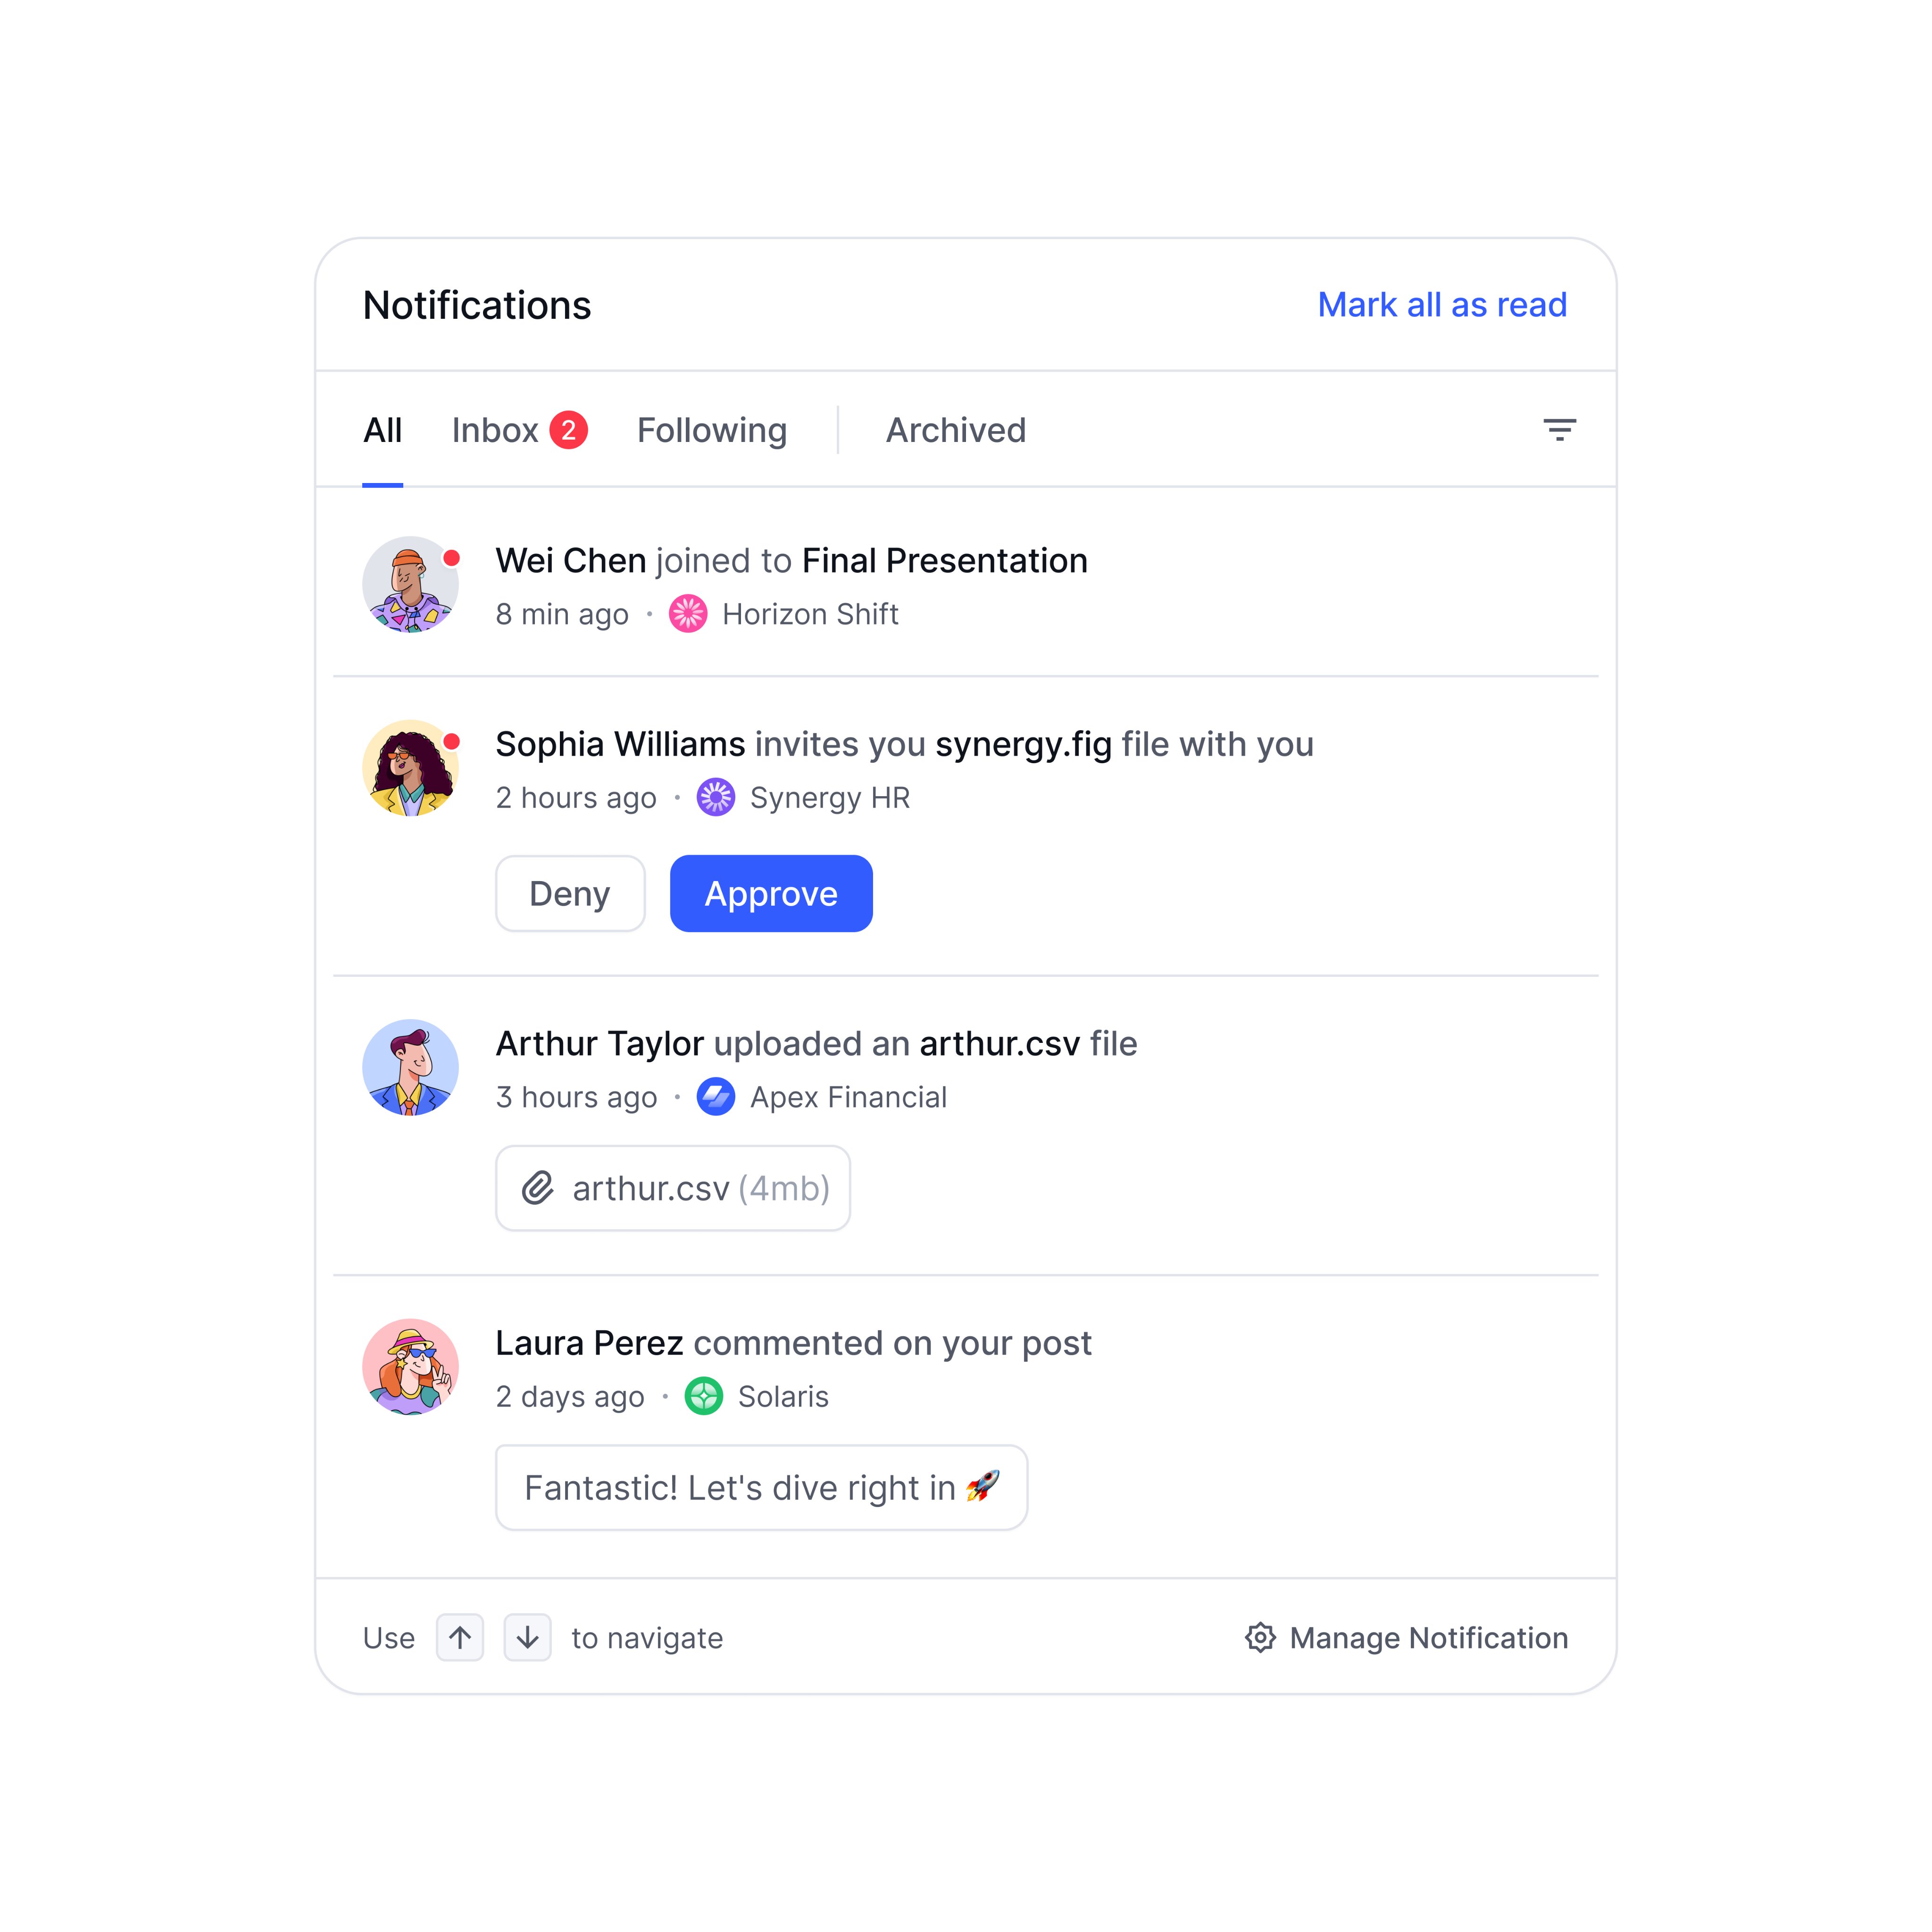 Notifications Mark all as read
All Inbox 2 Following Archived
Wei Chen joined to Final Presentation
8 min ago · Horizon Shift
Sophia Williams invites you synergy.fig file with you
2 hours ago · Synergy HR
Deny Approve
Arthur Taylor uploaded an arthur.csv file
3 hours ago · Apex Financial
arthur.csv (4mb)
Laura Perez commented on your post
2 days ago · Solaris
Fantastic! Let's dive right in 🚀
Use ↑ ↓ to navigate Manage Notification